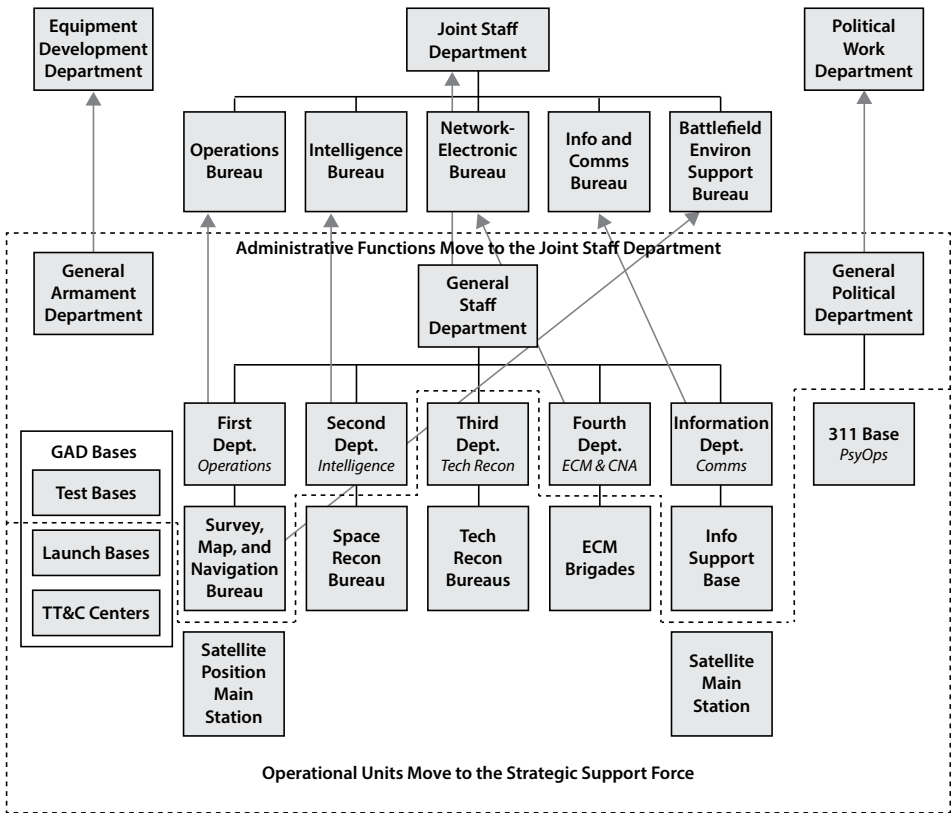 Equipment
Development
Department
Joint Staff
Department
Political
Work
Department
Operations
Bureau
Intelligence
Bureau
Network-
Electronic
Bureau
Info and
Comms
Bureau
Battlefield
Environ
Support
Bureau
Administrative Functions Move to the Joint Staff Department
General
Armament
Department
General
Staff
Department
General
Political
Department
First
Dept.
Operations
Second
Dept.
Intelligence
Third
Dept.
Tech Recon
Fourth
Dept.
ECM & CNA
Information
Dept.
Comms
311 Base
PsyOps
GAD Bases
Test Bases
Launch Bases
TT&C Centers
Survey,
Map, and
Navigation
Bureau
Space
Recon
Bureau
Tech
Recon
Bureaus
ECM
Brigades
Info
Support
Base
Satellite
Position
Main
Station
Satellite
Main
Station
Operational Units Move to the Strategic Support Force